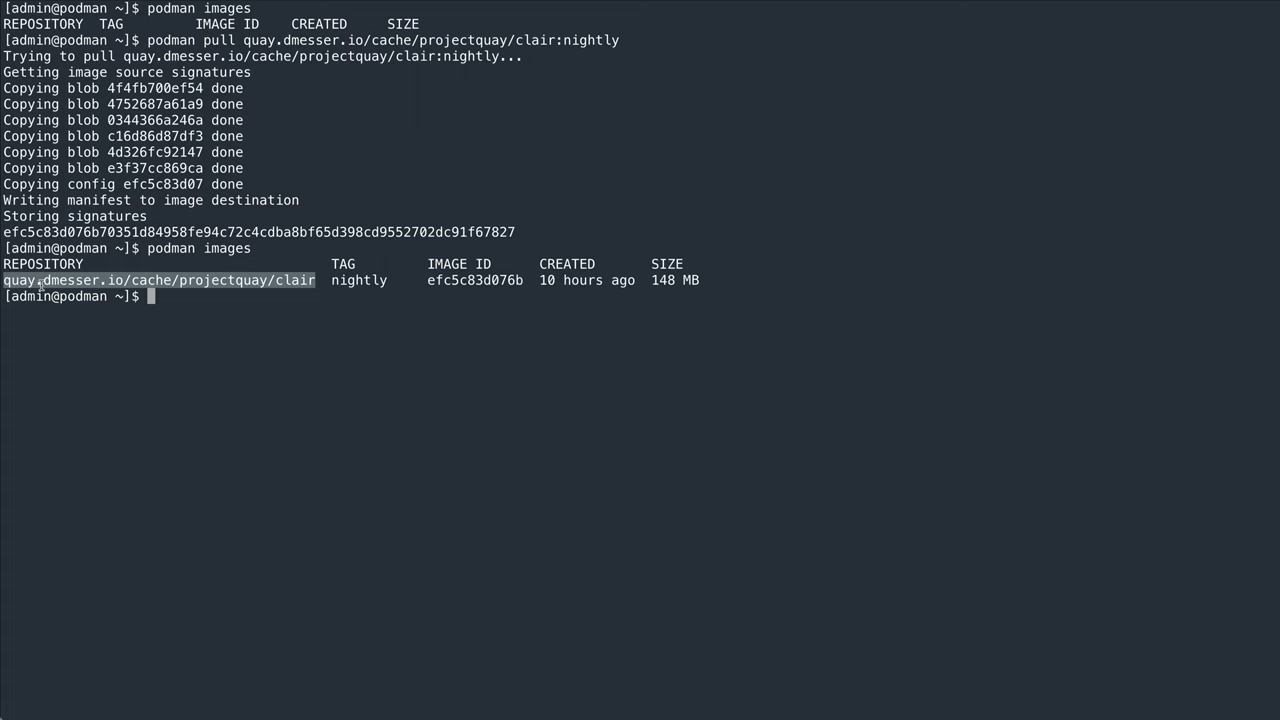 [admin@podman ~]$ podman images
REPOSITORY  TAG         IMAGE ID    CREATED     SIZE
[admin@podman ~]$ podman pull quay.dmesser.io/cache/projectquay/clair:nightly
Trying to pull quay.dmesser.io/cache/projectquay/clair:nightly...
Getting image source signatures
Copying blob 4f4fb700ef54 done
Copying blob 4752687a61a9 done
Copying blob 0344366a246a done
Copying blob c16d86d87df3 done
Copying blob 4d326fc92147 done
Copying blob e3f37cc869ca done
Copying config efc5c83d07 done
Writing manifest to image destination
Storing signatures
efc5c83d076b70351d84958fe94c72c4cdba8bf65d398cd9552702dc91f67827
[admin@podman ~]$ podman images
REPOSITORY                               TAG         IMAGE ID      CREATED       SIZE
quay.dmesser.io/cache/projectquay/clair  nightly     efc5c83d076b  10 hours ago  148 MB
[admin@podman ~]$